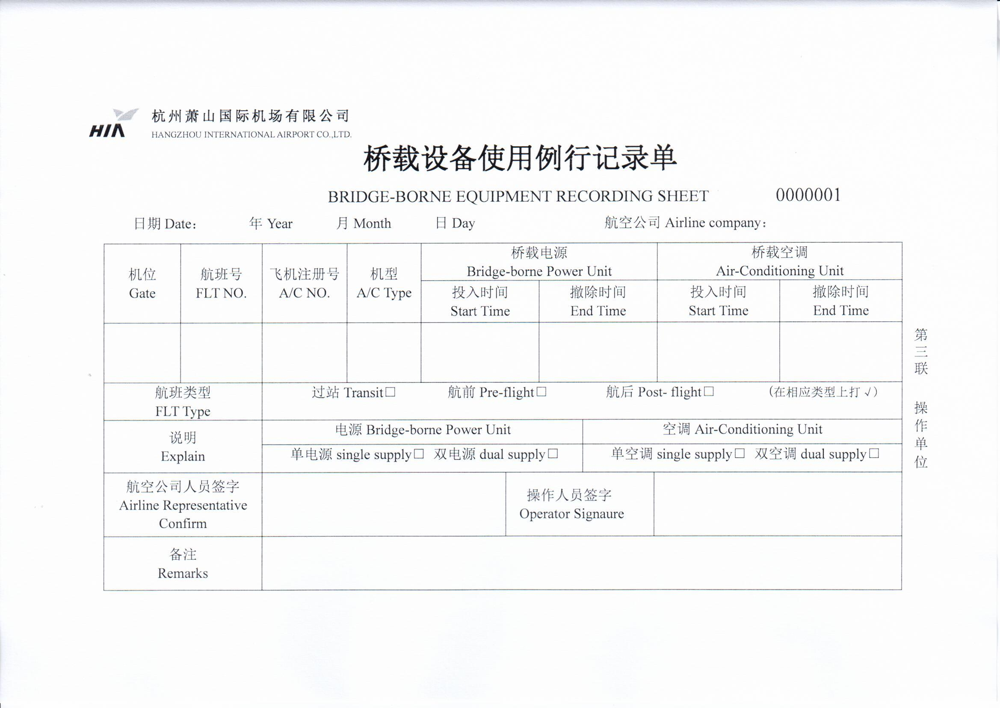 HIA
杭州萧山国际机场有限公司
HANGZHOU INTERNATIONAL AIRPORT CO.,LTD.
桥载设备使用例行记录单
BRIDGE-BORNE EQUIPMENT RECORDING SHEET 0000001
日期 Date: 年 Year 月 Month 日 Day 航空公司 Airline company:
机位
Gate
航班号
FLT NO.
飞机注册号
A/C NO.
机型
A/C Type
桥载电源
Bridge-borne Power Unit
桥载空调
Air-Conditioning Unit
投入时间
Start Time
撤除时间
End Time
投入时间
Start Time
撤除时间
End Time
航班类型
FLT Type
过站 Transit□ 航前 Pre-flight□ 航后 Post- flight□ (在相应类型上打 √)
说明
Explain
电源 Bridge-borne Power Unit
空调 Air-Conditioning Unit
单电源 single supply□ 双电源 dual supply□
单空调 single supply□ 双空调 dual supply□
航空公司人员签字
Airline Representative
Confirm
操作人员签字
Operator Signaure
备注
Remarks
第三联 操作单位